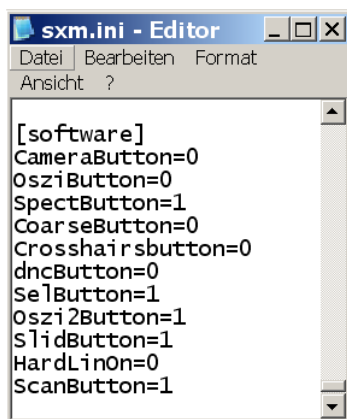 sxm.ini - Editor
Datei Bearbeiten Format
Ansicht ?
[software]
CameraButton=0
OsziButton=0
SpectButton=1
CoarseButton=0
Crosshairsbutton=0
dncButton=0
SelButton=1
Oszi2Button=1
SlidButton=1
HardLinOn=0
ScanButton=1